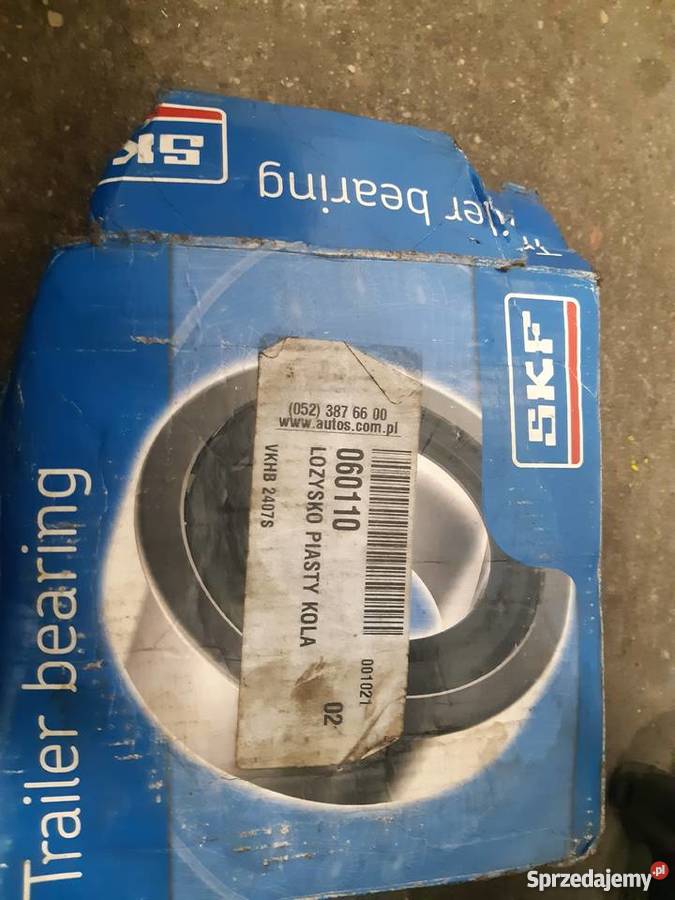 SKF
Trailer bearing
SKF
(052) 387 66 00
www.autos.com.pl
060110
LOZYSKO PIASTY KOLA
VKHB 2407S
001021
02
Trailer bearing
Sprzedajemy.pl